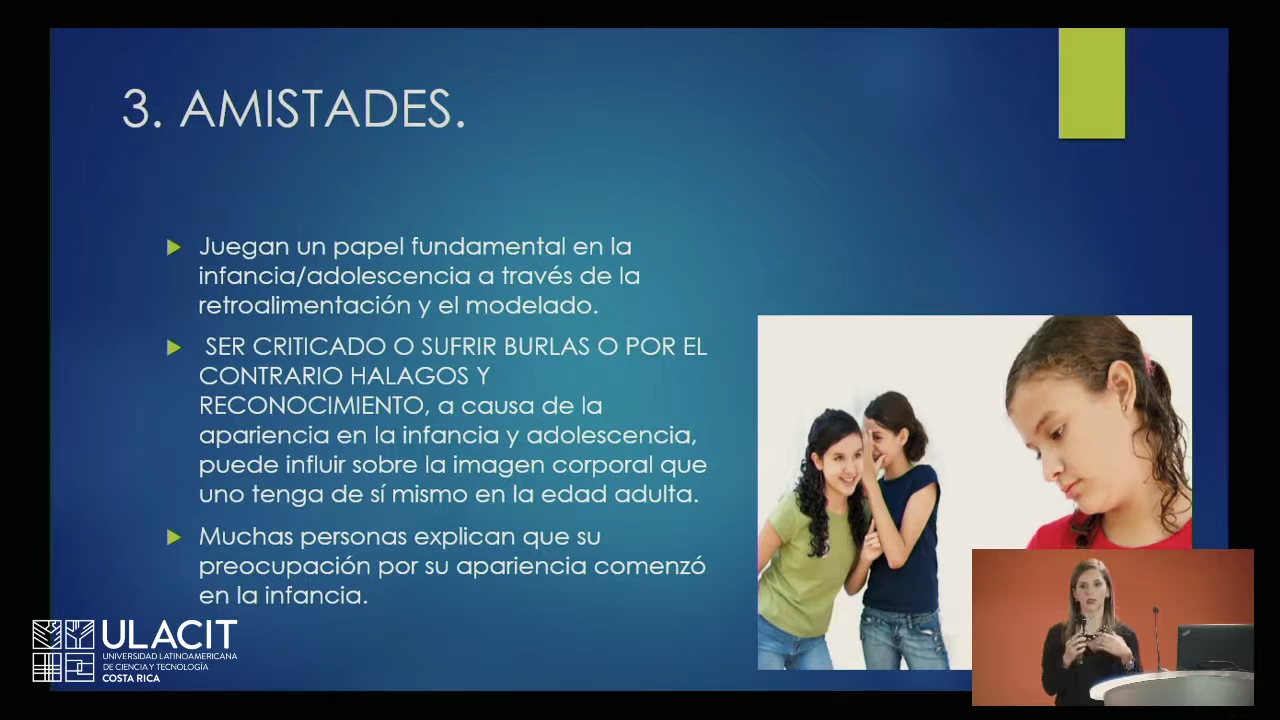 3. AMISTADES.
Juegan un papel fundamental en la
infancia/adolescencia a través de la
retroalimentación y el modelado.
SER CRITICADO O SUFRIR BURLAS O POR EL
CONTRARIO HALAGOS Y
RECONOCIMIENTO, a causa de la
apariencia en la infancia y adolescencia,
puede influir sobre la imagen corporal que
uno tenga de sí mismo en la edad adulta.
Muchas personas explican que su
preocupación por su apariencia comenzó
en la infancia.
ULACIT
UNIVERSIDAD LATINOAMERICANA
DE CIENCIA Y TECNOLOGÍA
COSTA RICA